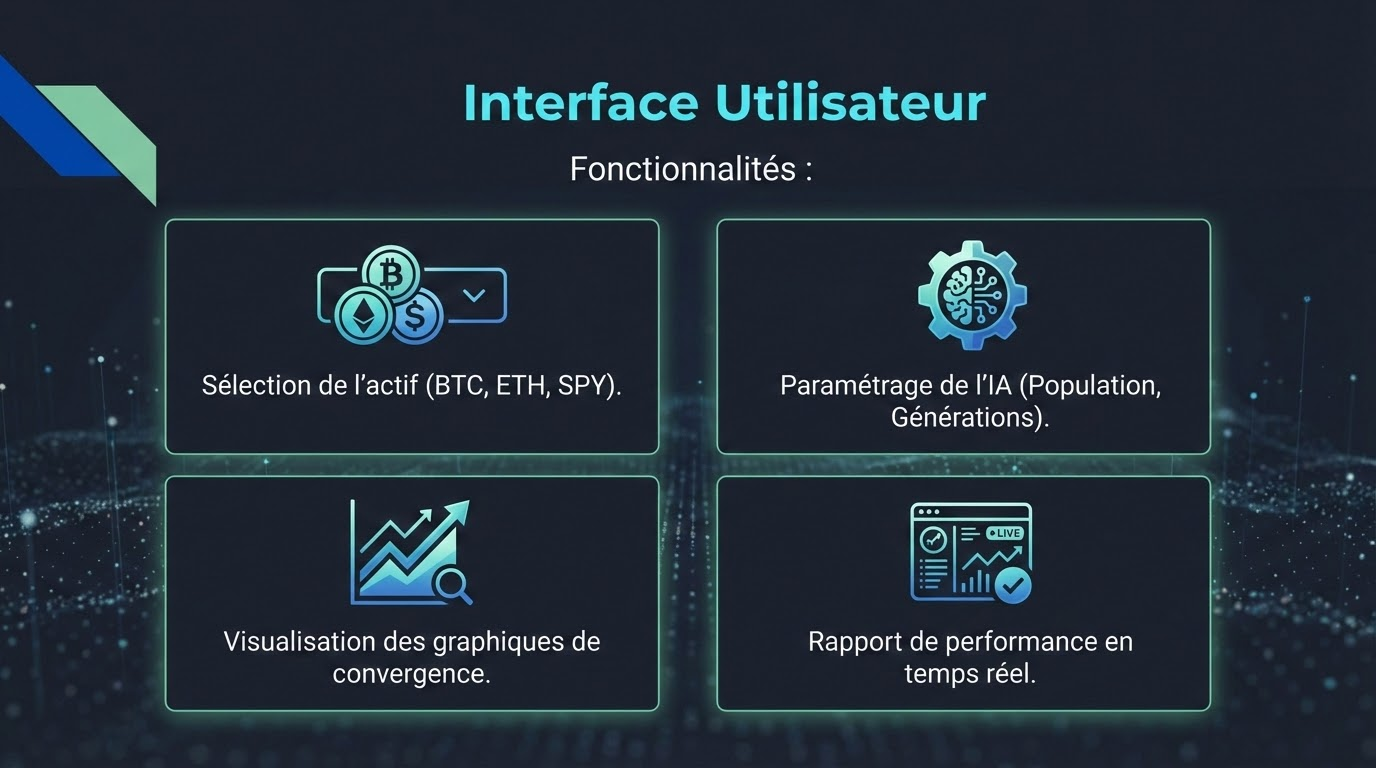 Interface Utilisateur
Fonctionnalités :
Sélection de l’actif (BTC, ETH, SPY).
Paramétrage de l’IA (Population,
Générations).
LIVE
Visualisation des graphiques de
convergence.
Rapport de performance en
temps réel.